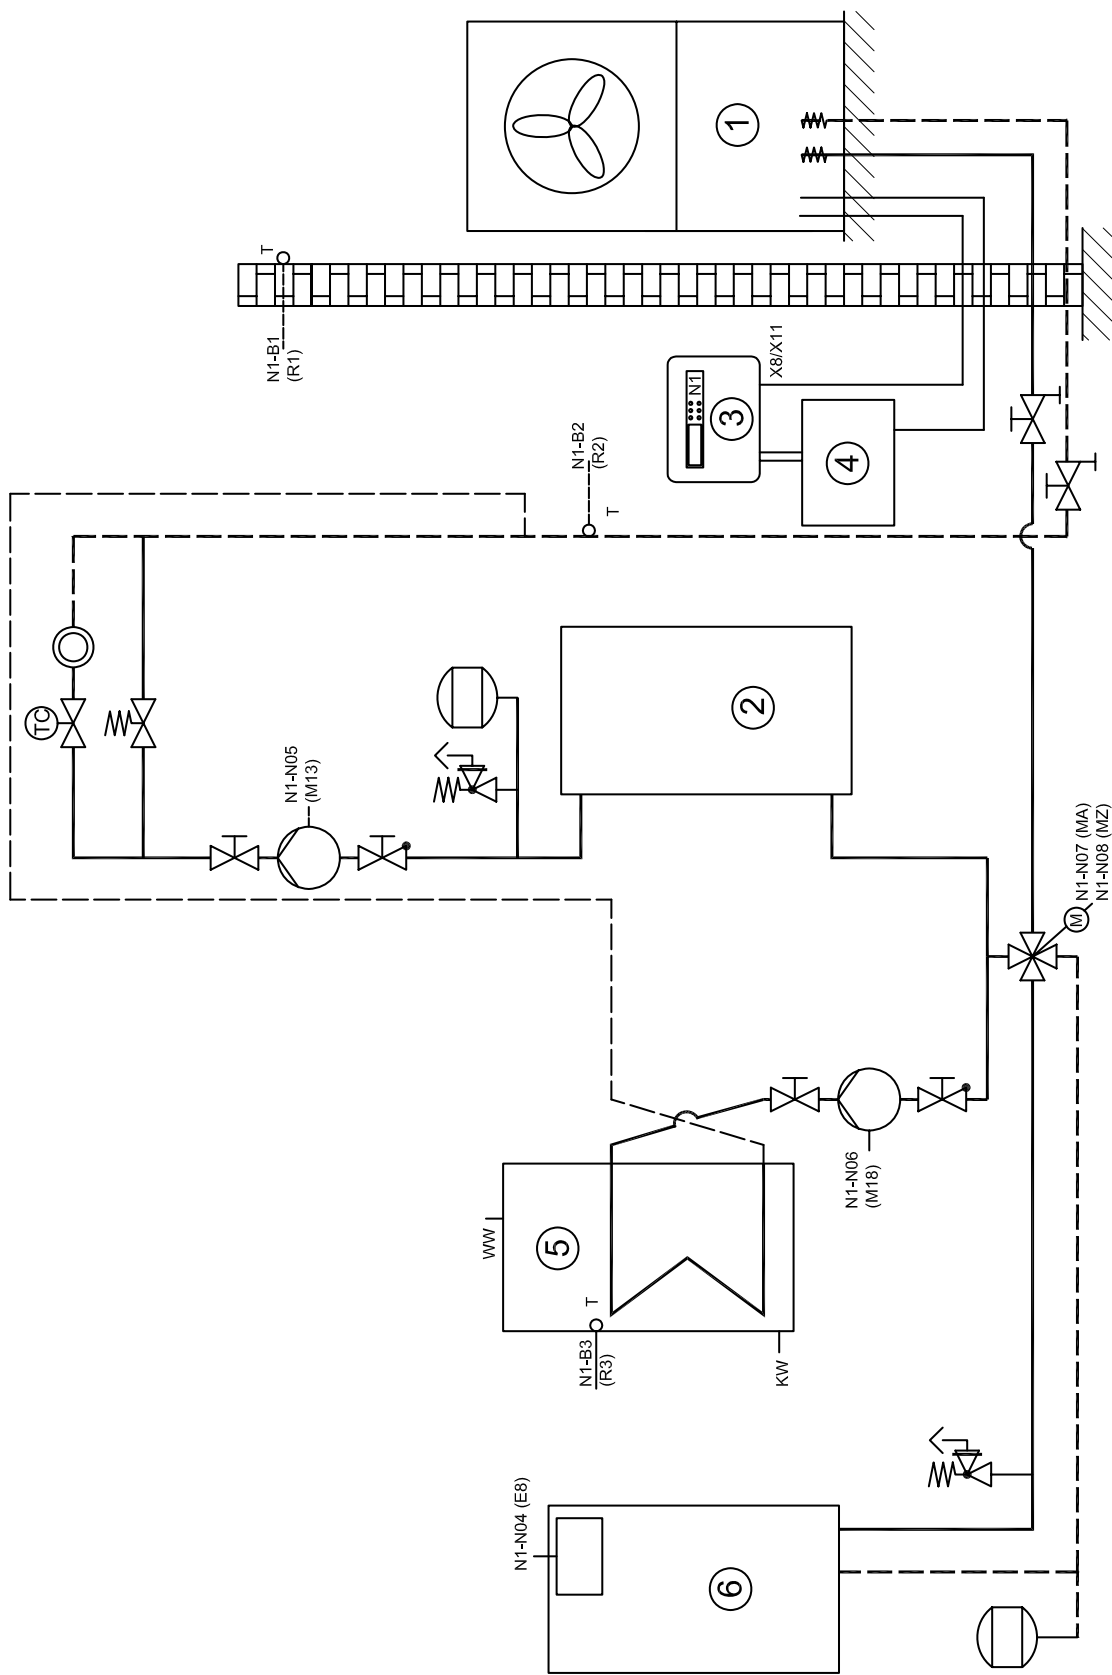 N1-N04 (E8)
6
N1-B3
(R3)
T
WW
5
KW
N1-N06
(M18)
M
N1-N07 (MA)
N1-N08 (MZ)
TC
N1-N05
(M13)
2
N1-B2
(R2)
T
N1-B1
(R1)
T
N1
3
X8/X11
4
1